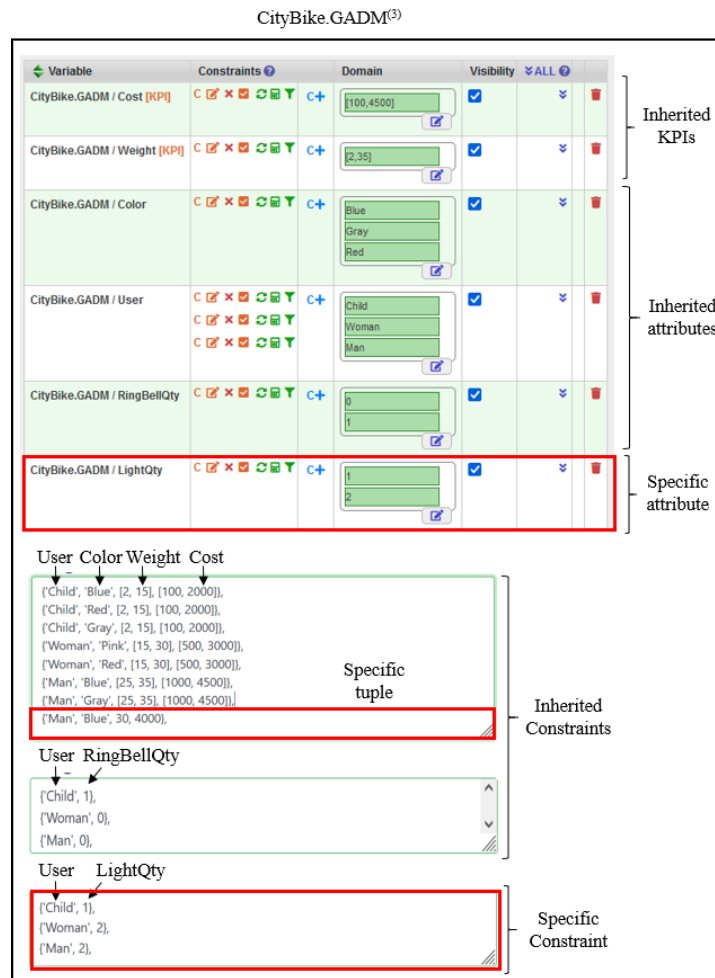 CityBike.GADM(3)
Variable Constraints Domain Visibility ALL
CityBike.GADM / Cost [KPI] C C+ [100,4500]
Inherited
KPIs
CityBike.GADM / Weight [KPI] C C+ [2,35]
CityBike.GADM / Color C C+ Blue
Gray
Red
Inherited
attributes
CityBike.GADM / User C C+ Child
C Woman
C Man
CityBike.GADM / RingBellQty C C+ 0
1
CityBike.GADM / LightQty C C+ 1
2
Specific
attribute
User Color Weight Cost
{'Child', 'Blue', [2, 15], [100, 2000]},
{'Child', 'Red', [2, 15], [100, 2000]},
{'Child', 'Gray', [2, 15], [100, 2000]},
{'Woman', 'Pink', [15, 30], [500, 3000]},
{'Woman', 'Red', [15, 30], [500, 3000]},
{'Man', 'Blue', [25, 35], [1000, 4500]},
{'Man', 'Gray', [25, 35], [1000, 4500]},
{'Man', 'Blue', 30, 4000},
Specific
tuple
Inherited
Constraints
User RingBellQty
{'Child', 1},
{'Woman', 0},
{'Man', 0},
User LightQty
{'Child', 1},
{'Woman', 2},
{'Man', 2},
Specific
Constraint